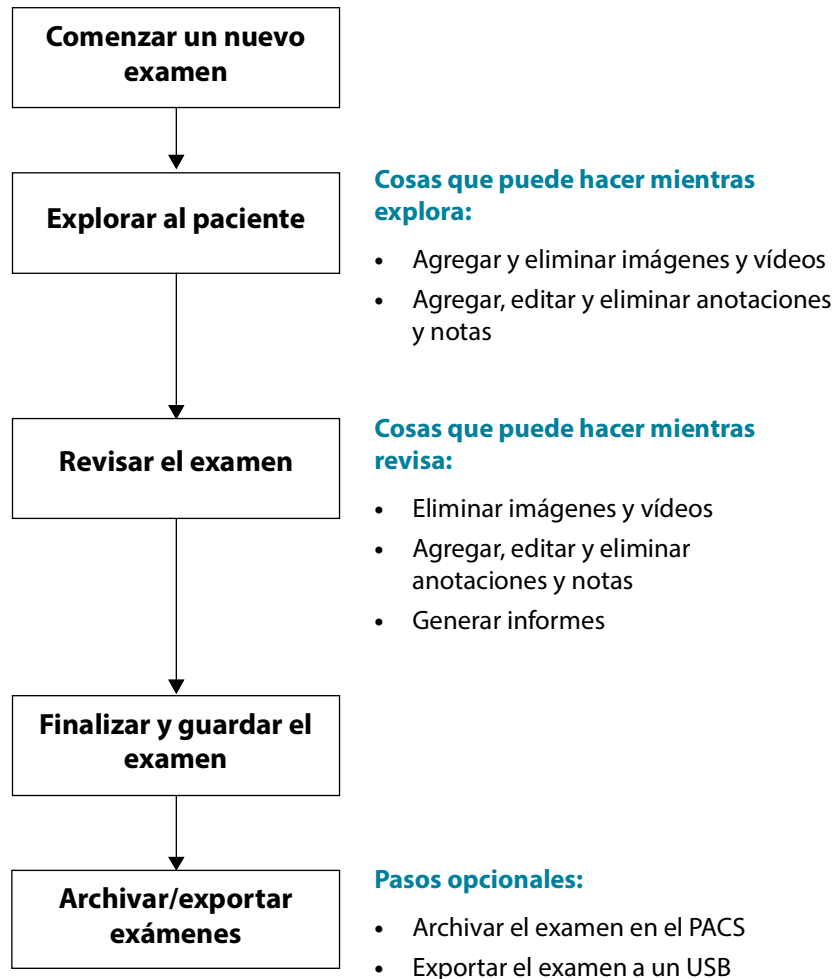 Comenzar un nuevo
examen
Explorar al paciente
Cosas que puede hacer mientras
explora:
• Agregar y eliminar imágenes y vídeos
• Agregar, editar y eliminar anotaciones
y notas
Revisar el examen
Cosas que puede hacer mientras
revisa:
• Eliminar imágenes y vídeos
• Agregar, editar y eliminar
anotaciones y notas
• Generar informes
Finalizar y guardar el
examen
Archivar/exportar
exámenes
Pasos opcionales:
• Archivar el examen en el PACS
• Exportar el examen a un USB